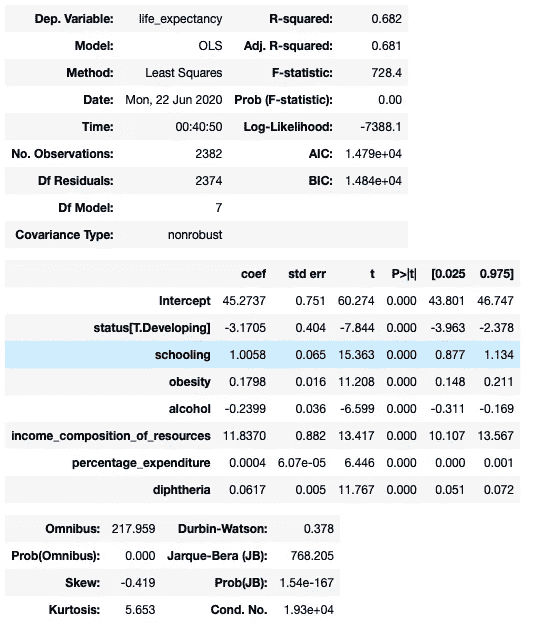 Dep. Variable: life_expectancy R-squared: 0.682
Model: OLS Adj. R-squared: 0.681
Method: Least Squares F-statistic: 728.4
Date: Mon, 22 Jun 2020 Prob (F-statistic): 0.00
Time: 00:40:50 Log-Likelihood: -7388.1
No. Observations: 2382 AIC: 1.479e+04
Df Residuals: 2374 BIC: 1.484e+04
Df Model: 7
Covariance Type: nonrobust
coef std err t P>|t| [0.025 0.975]
Intercept 45.2737 0.751 60.274 0.000 43.801 46.747
status[T.Developing] -3.1705 0.404 -7.844 0.000 -3.963 -2.378
schooling 1.0058 0.065 15.363 0.000 0.877 1.134
obesity 0.1798 0.016 11.208 0.000 0.148 0.211
alcohol -0.2399 0.036 -6.599 0.000 -0.311 -0.169
income_composition_of_resources 11.8370 0.882 13.417 0.000 10.107 13.567
percentage_expenditure 0.0004 6.07e-05 6.446 0.000 0.000 0.001
diphtheria 0.0617 0.005 11.767 0.000 0.051 0.072
Omnibus: 217.959 Durbin-Watson: 0.378
Prob(Omnibus): 0.000 Jarque-Bera (JB): 768.205
Skew: -0.419 Prob(JB): 1.54e-167
Kurtosis: 5.653 Cond. No. 1.93e+04